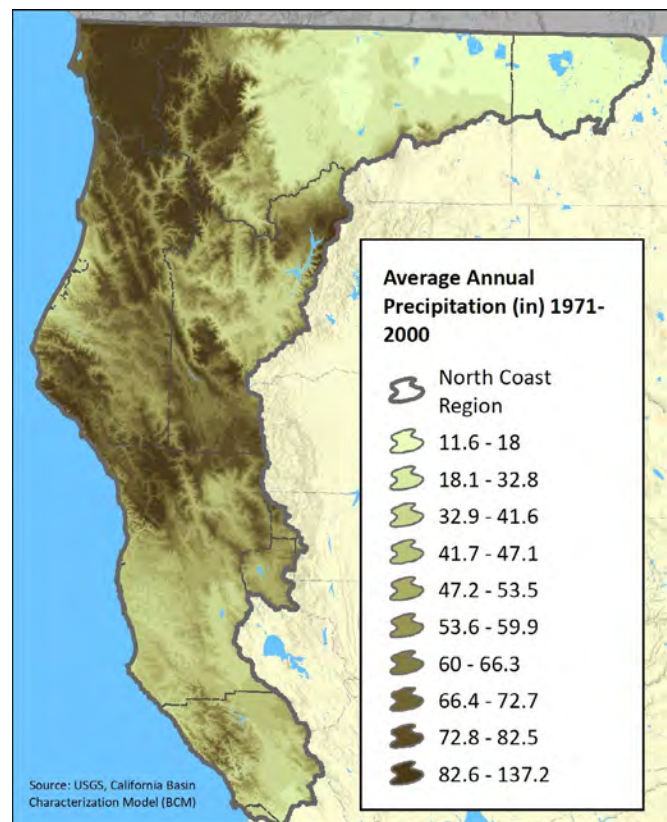 Average Annual
Precipitation (in) 1971-
2000
North Coast
Region
11.6 - 18
18.1 - 32.8
32.9 - 41.6
41.7 - 47.1
47.2 - 53.5
53.6 - 59.9
60 - 66.3
66.4 - 72.7
72.8 - 82.5
82.6 - 137.2
Source: USGS, California Basin
Characterization Model (BCM)